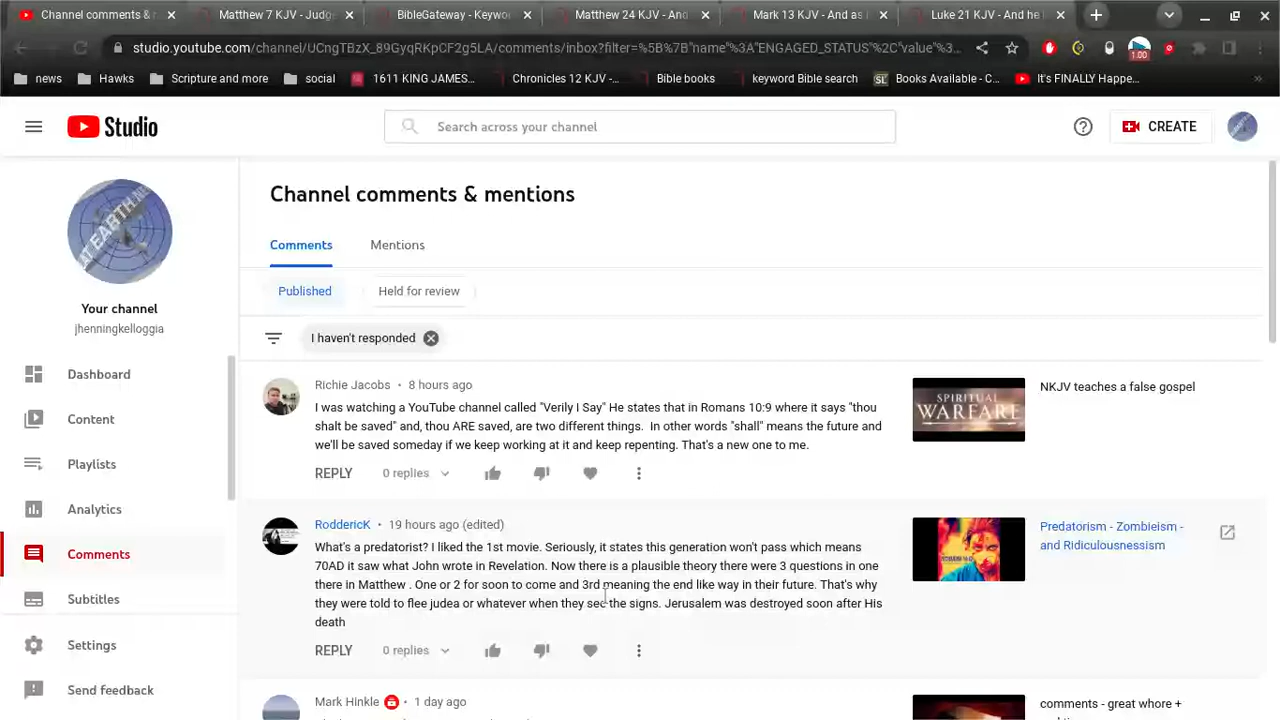 Channel comments & r
Matthew 7 KJV - Judge
BibleGateway - Keywo
Matthew 24 KJV - And
Mark 13 KJV - And as i
Luke 21 KJV - And he i
studio.youtube.com/channel/UCngTBzX_89GyqRKpCF2g5LA/comments/inbox?filter=%5B%7B"name"%3A"ENGAGED_STATUS"%2C"value"%3...
1.00
news
Hawks
Scripture and more
social
1611 KING JAMES...
Chronicles 12 KJV -...
Bible books
keyword Bible search
SL
Books Available - C...
It's FINALLY Happe...
»
Studio
Search across your channel
CREATE
AT EARTH.NE
Your channel
jhenningkelloggia
Dashboard
Content
Playlists
Analytics
Comments
Subtitles
Settings
Send feedback
Channel comments & mentions
Comments
Mentions
Published
Held for review
I haven't responded
Richie Jacobs • 8 hours ago
I was watching a YouTube channel called "Verily I Say" He states that in Romans 10:9 where it says "thou
shalt be saved" and, thou ARE saved, are two different things. In other words "shall" means the future and
we'll be saved someday if we keep working at it and keep repenting. That's a new one to me.
REPLY
0 replies
SPIRITUAL
WARFARE
NKJV teaches a false gospel
RoddericK • 19 hours ago (edited)
What's a predatorist? I liked the 1st movie. Seriously, it states this generation won't pass which means
70AD it saw what John wrote in Revelation. Now there is a plausible theory there were 3 questions in one
there in Matthew . One or 2 for soon to come and 3rd meaning the end like way in their future. That's why
they were told to flee judea or whatever when they see the signs. Jerusalem was destroyed soon after His
death
REPLY
0 replies
Predatorism - Zombieism -
and Ridiculousnessism
Mark Hinkle • 1 day ago
comments - great whore +